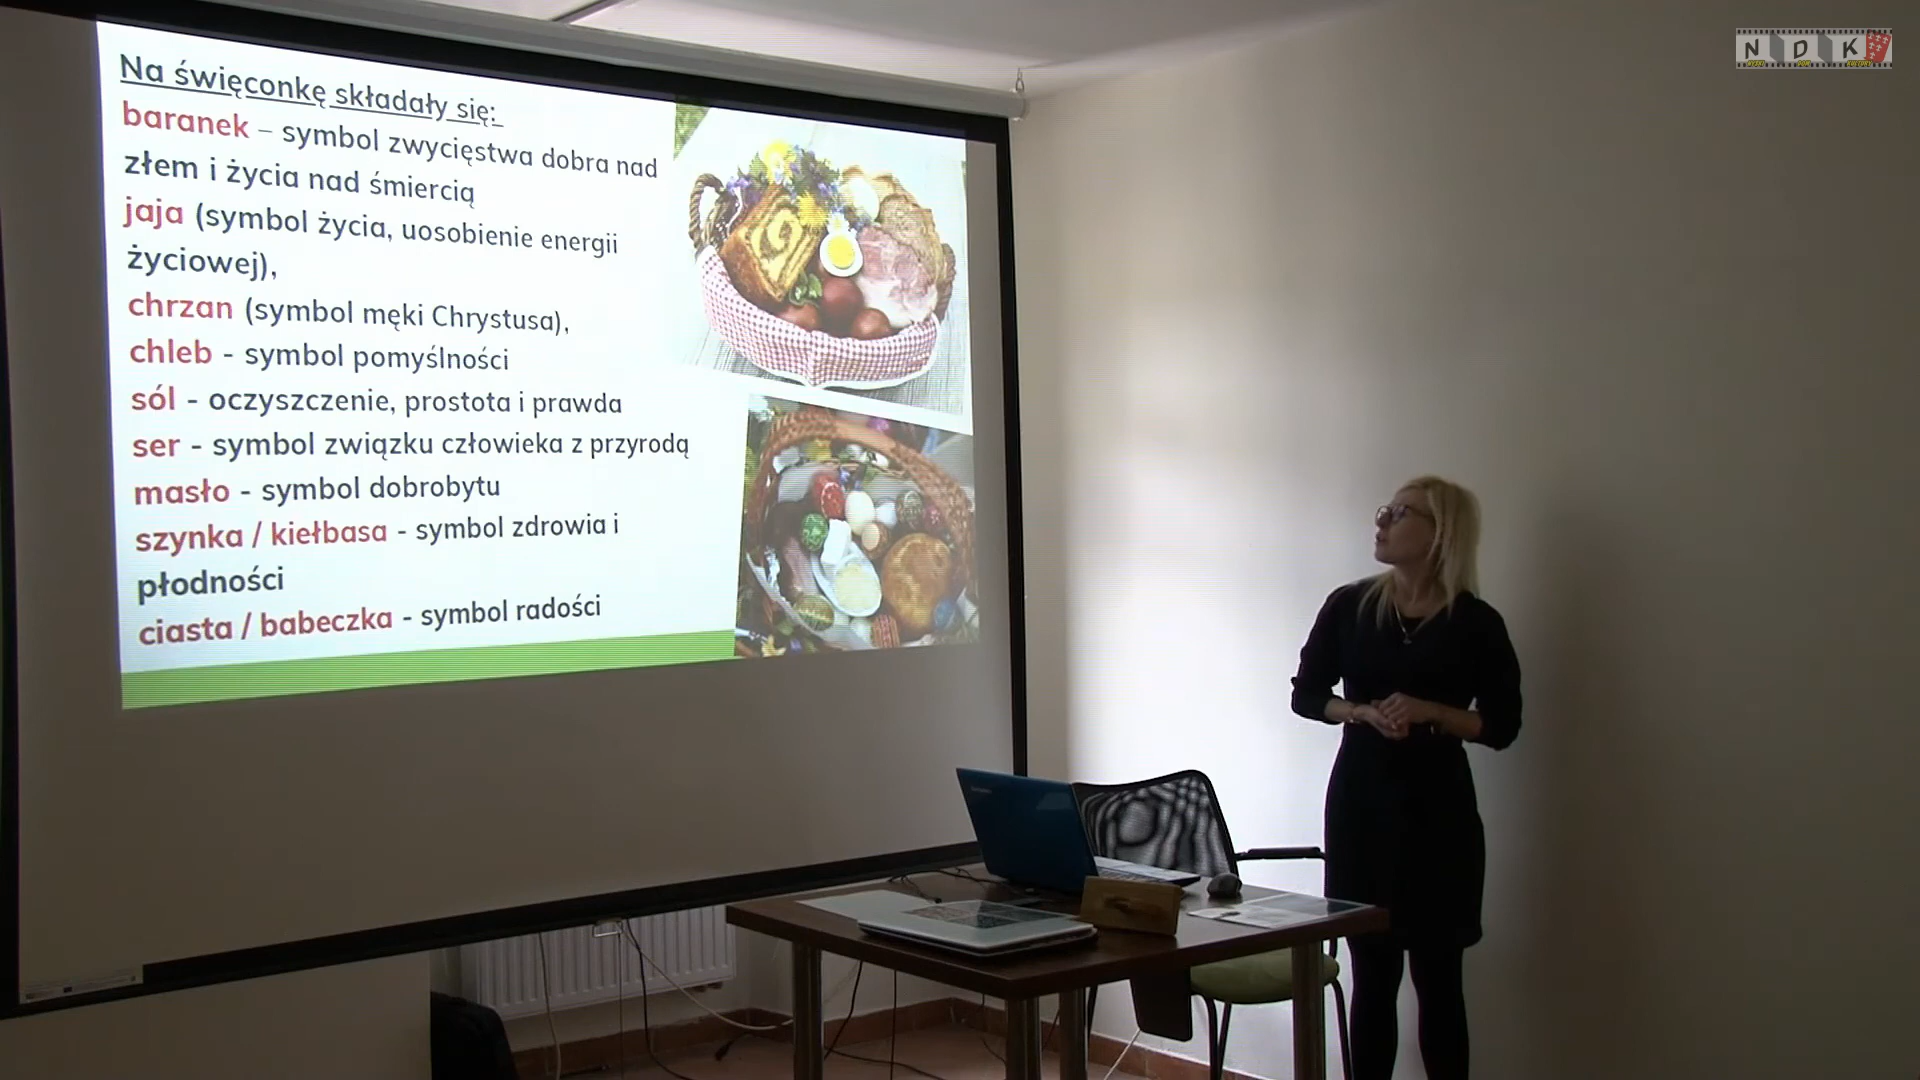 Na święconkę składały się:
baranek – symbol zwycięstwa dobra nad
złem i życia nad śmiercią
jaja (symbol życia, uosobienie energii
życiowej),
chrzan (symbol męki Chrystusa),
chleb - symbol pomyślności
sól - oczyszczenie, prostota i prawda
ser - symbol związku człowieka z przyrodą
masło - symbol dobrobytu
szynka / kiełbasa - symbol zdrowia i
płodności
ciasta / babeczka - symbol radości
N D K